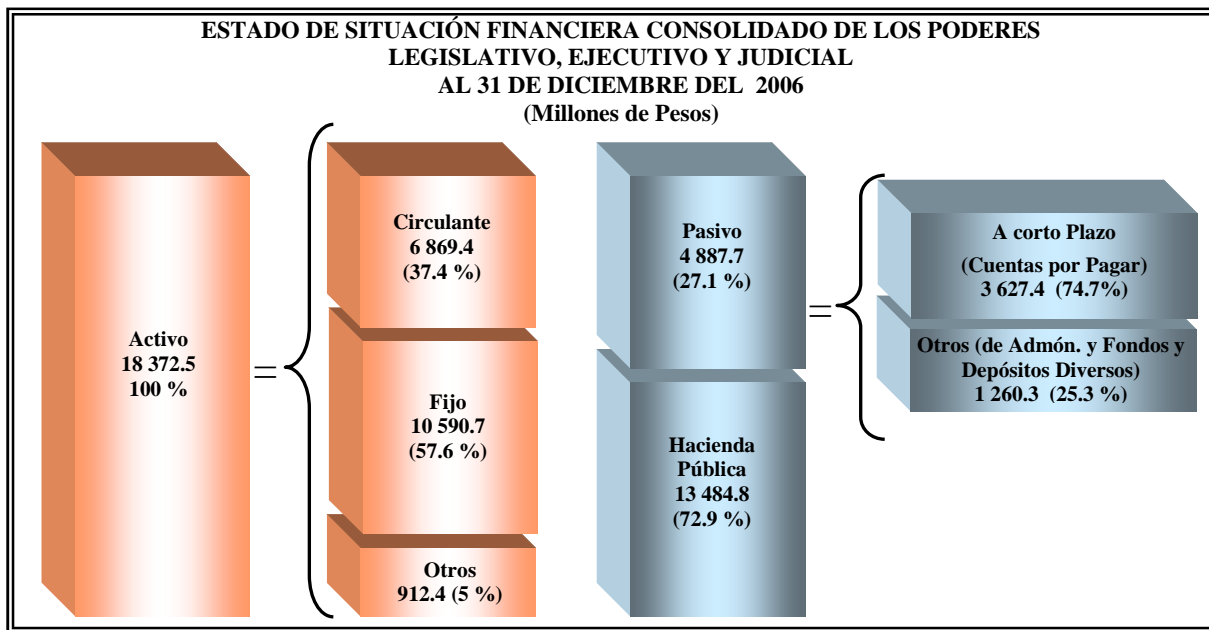 ESTADO DE SITUACIÓN FINANCIERA CONSOLIDADO DE LOS PODERES
LEGISLATIVO, EJECUTIVO Y JUDICIAL
AL 31 DE DICIEMBRE DEL 2006
(Millones de Pesos)
Activo
18 372.5
100 %
=
Circulante
6 869.4
(37.4 %)
Fijo
10 590.7
(57.6 %)
Otros
912.4 (5 %)
Pasivo
4 887.7
(27.1 %)
Hacienda
Pública
13 484.8
(72.9 %)
=
A corto Plazo
(Cuentas por Pagar)
3 627.4 (74.7%)
Otros (de Admón. y Fondos y
Depósitos Diversos)
1 260.3 (25.3 %)